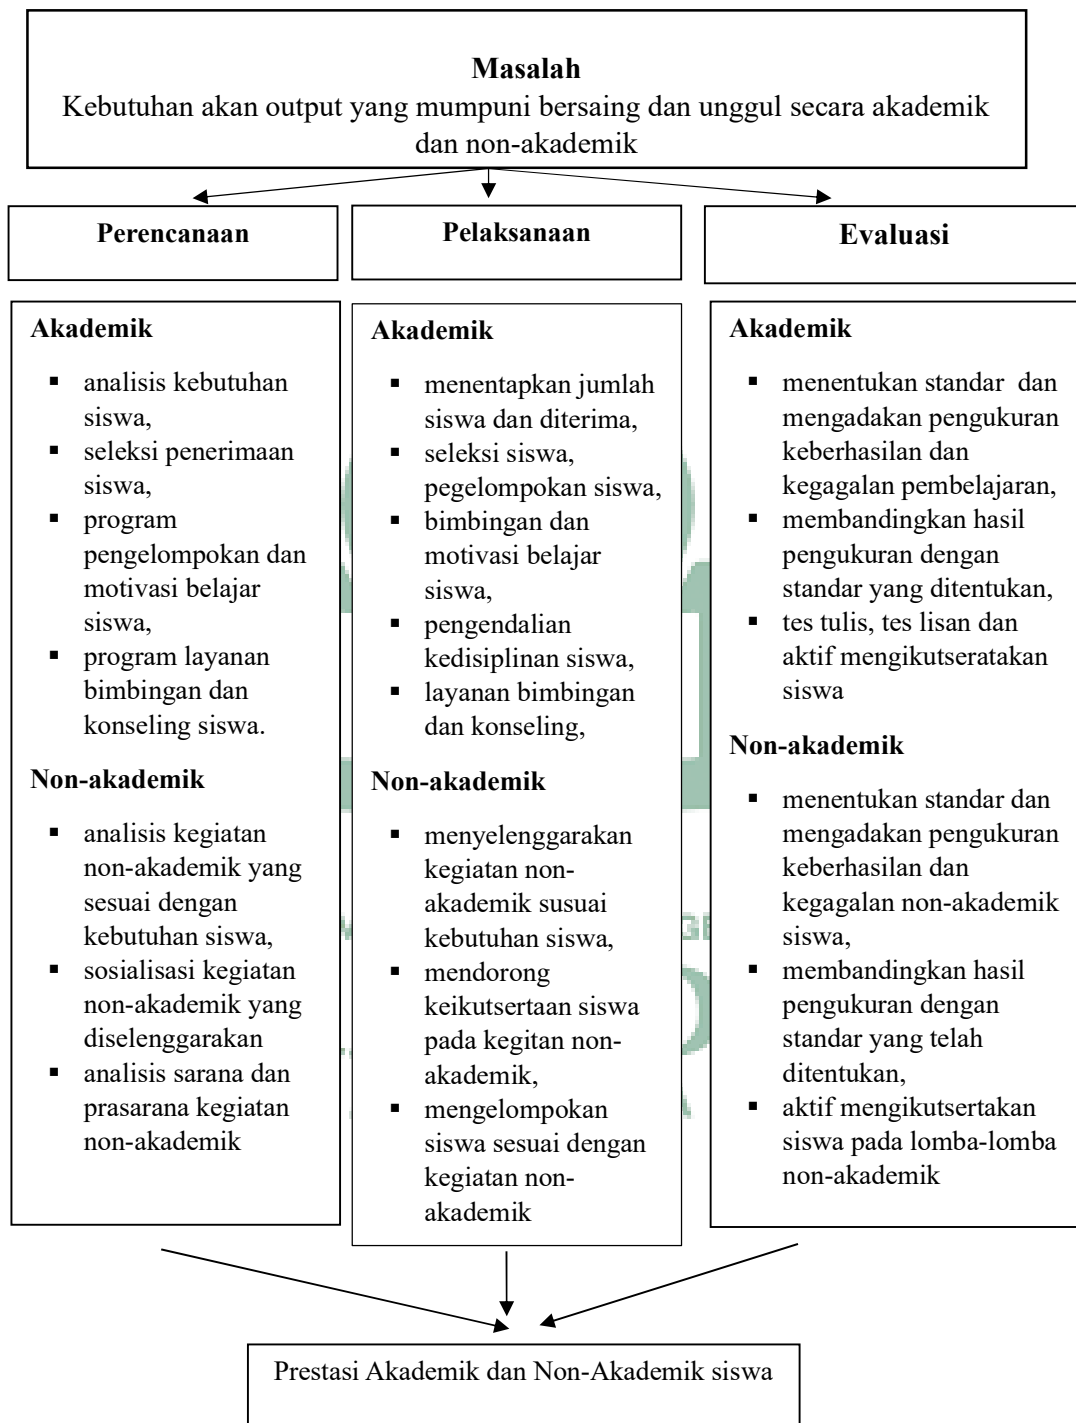 Masalah
Kebutuhan akan output yang mumpuni bersaing dan unggul secara akademik
dan non-akademik
Perencanaan
Pelaksanaan
Evaluasi
Akademik
▪ analisis kebutuhan
siswa,
▪ seleksi penerimaan
siswa,
▪ program
pengelompokan dan
motivasi belajar
siswa,
▪ program layanan
bimbingan dan
konseling siswa.
Non-akademik
▪ analisis kegiatan
non-akademik yang
sesuai dengan
kebutuhan siswa,
▪ sosialisasi kegiatan
non-akademik yang
diselenggarakan
▪ analisis sarana dan
prasarana kegiatan
non-akademik
Akademik
▪ menentapkan jumlah
siswa dan diterima,
▪ seleksi siswa,
pegelompokan siswa,
▪ bimbingan dan
motivasi belajar
siswa,
▪ pengendalian
kedisiplinan siswa,
▪ layanan bimbingan
dan konseling,
Non-akademik
▪ menyelenggarakan
kegiatan non-
akademik susuai
kebutuhan siswa,
▪ mendorong
keikutsertaan siswa
pada kegitan non-
akademik,
▪ mengelompokan
siswa sesuai dengan
kegiatan non-
akademik
Akademik
▪ menentukan standar dan
mengadakan pengukuran
keberhasilan dan
kegagalan pembelajaran,
▪ membandingkan hasil
pengukuran dengan
standar yang ditentukan,
▪ tes tulis, tes lisan dan
aktif mengikutseratakan
siswa
Non-akademik
▪ menentukan standar dan
mengadakan pengukuran
keberhasilan dan
kegagalan non-akademik
siswa,
▪ membandingkan hasil
pengukuran dengan
standar yang telah
ditentukan,
▪ aktif mengikutsertakan
siswa pada lomba-lomba
non-akademik
Prestasi Akademik dan Non-Akademik siswa